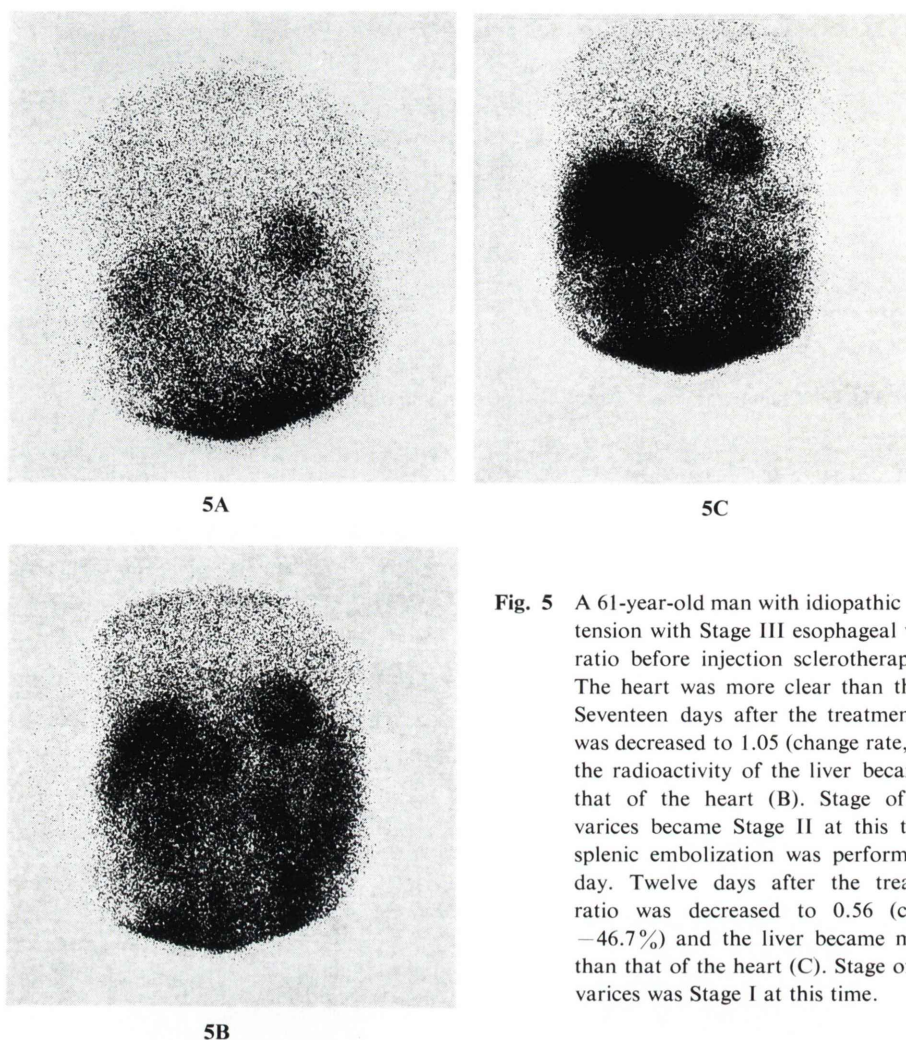 5A
5C
5B
Fig. 5 A 61-year-old man with idiopathic
tension with Stage III esophageal
ratio before injection sclerotherap
The heart was more clear than th
Seventeen days after the treatmen
was decreased to 1.05 (change rate,
the radioactivity of the liver beca
that of the heart (B). Stage of
varices became Stage II at this t
splenic embolization was perform
day. Twelve days after the trea
ratio was decreased to 0.56 (c
−46.7%) and the liver became m
than that of the heart (C). Stage of
varices was Stage I at this time.